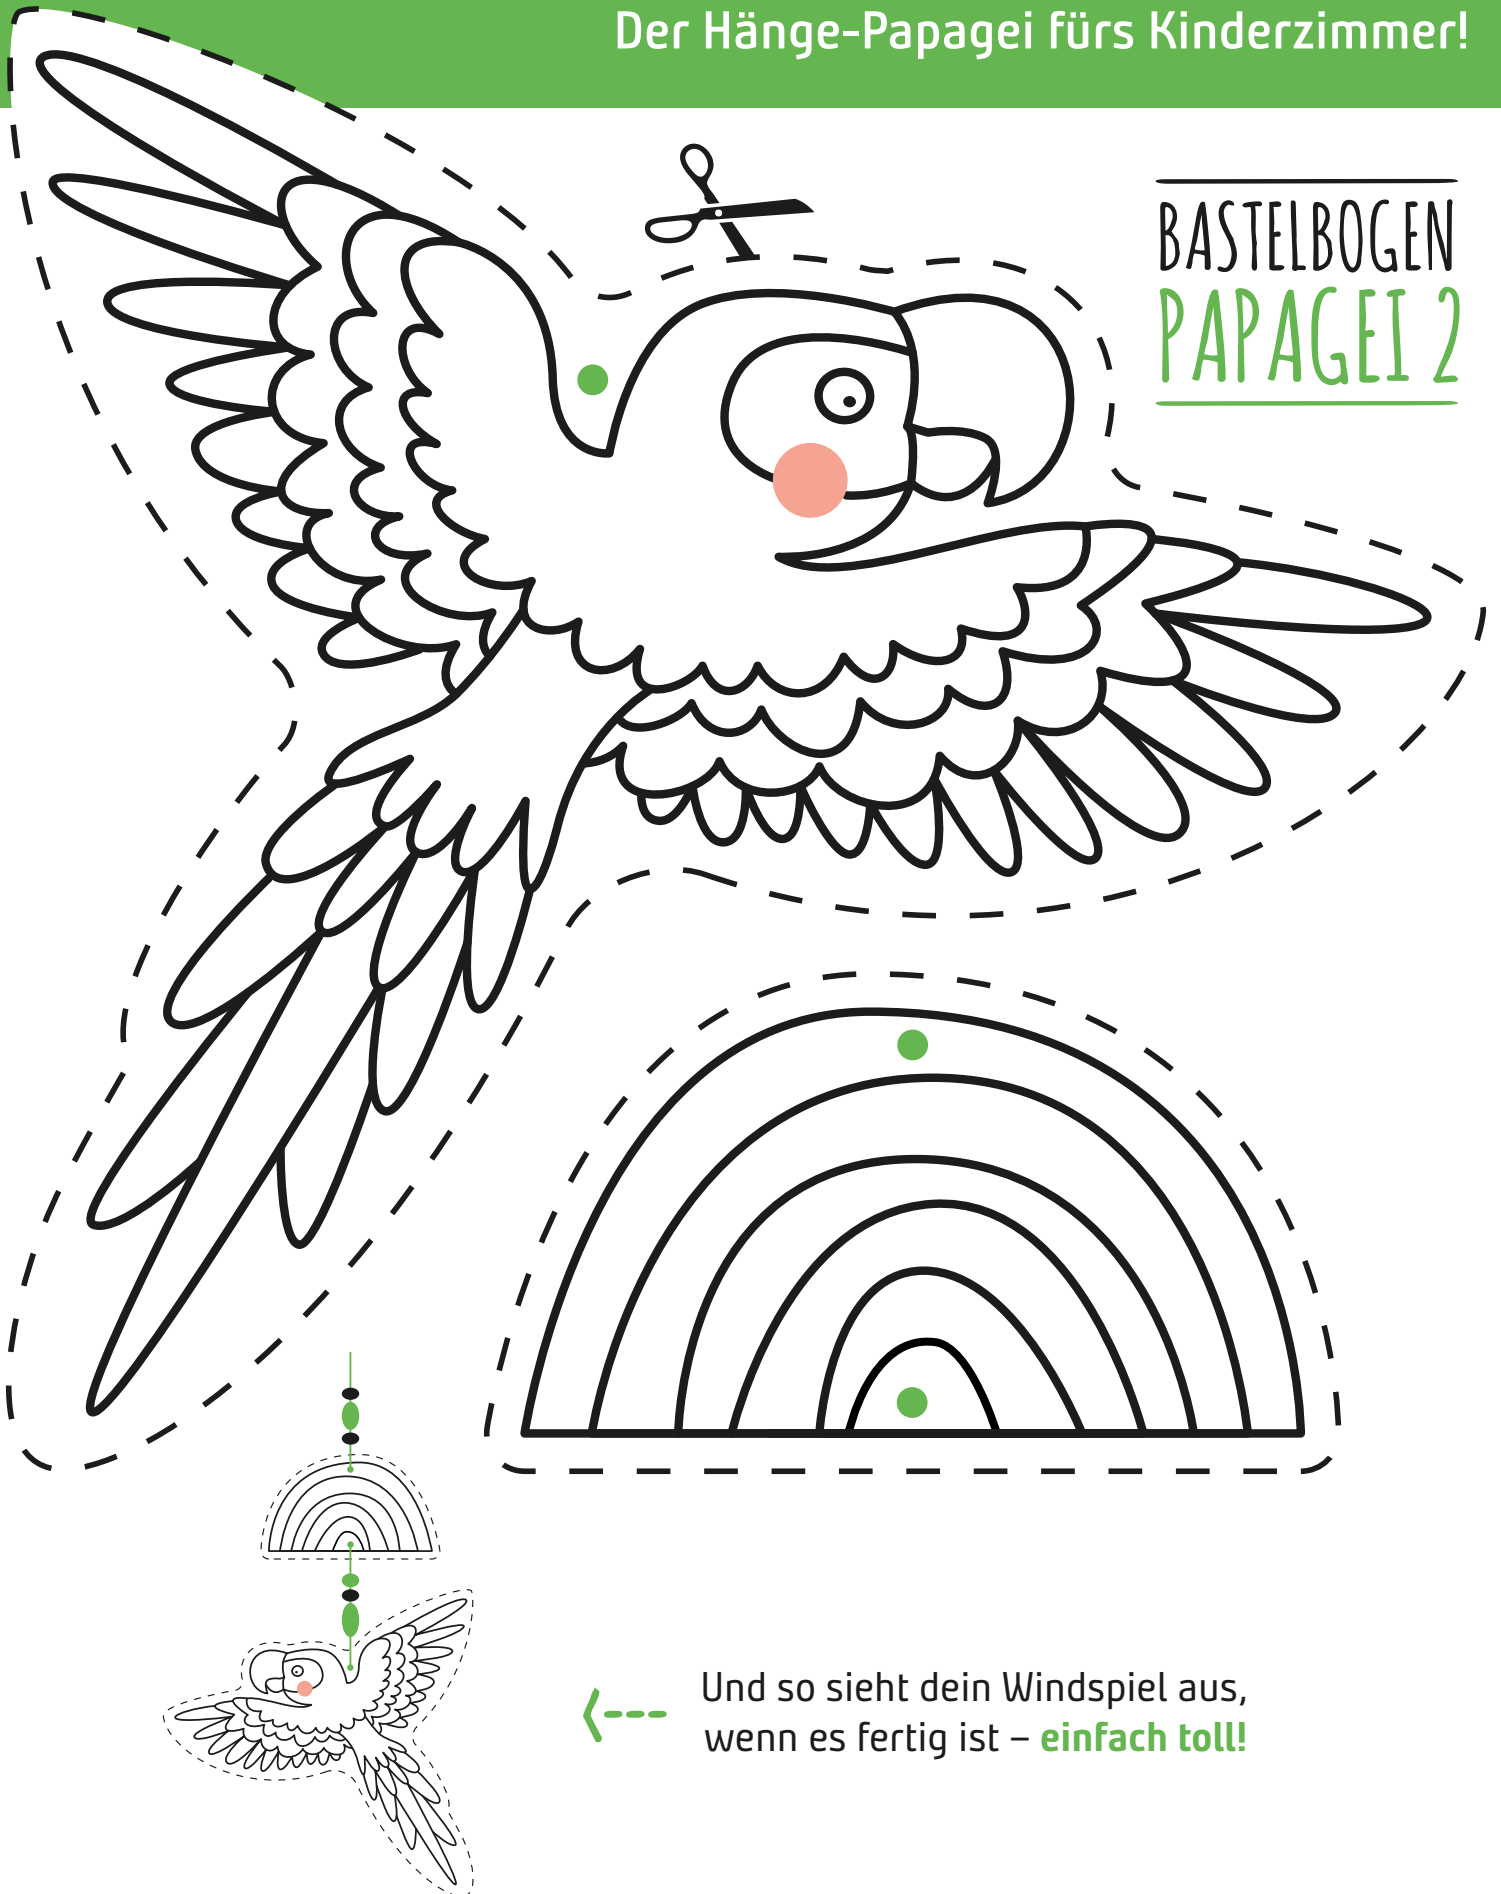 Der Hänge-Papagei fürs Kinderzimmer!
BASTELBOGEN
PAPAGEI 2
Und so sieht dein Windspiel aus,
wenn es fertig ist – einfach toll!